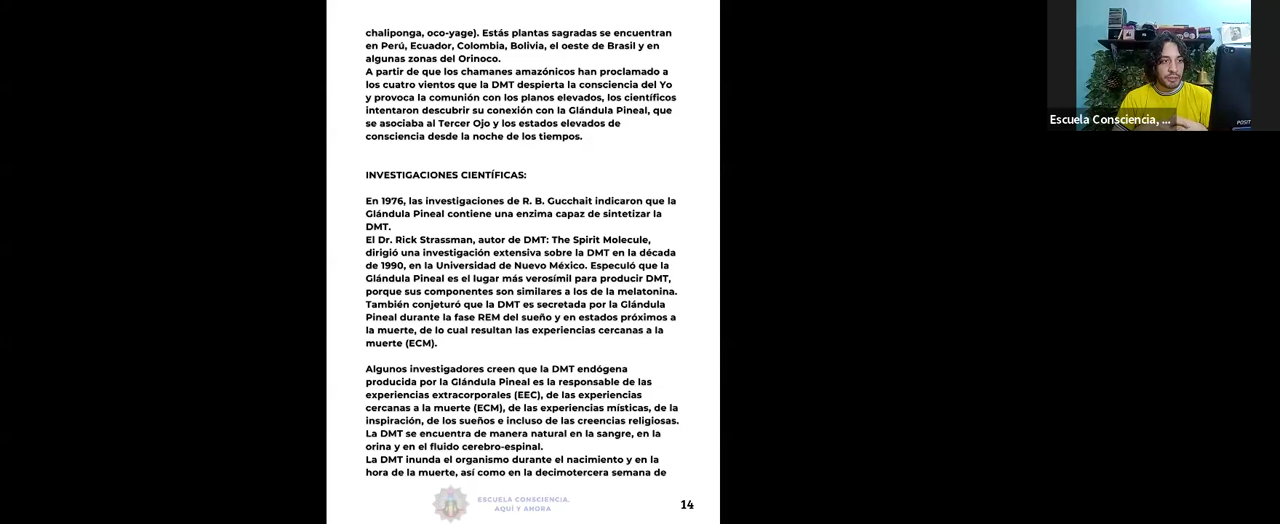 chaliponga, oco-yage). Estás plantas sagradas se encuentran
en Perú, Ecuador, Colombia, Bolivia, el oeste de Brasil y en
algunas zonas del Orinoco.
A partir de que los chamanes amazónicos han proclamado a
los cuatro vientos que la DMT despierta la consciencia del Yo
y provoca la comunión con los planos elevados, los científicos
intentaron descubrir su conexión con la Glándula Pineal, que
se asociaba al Tercer Ojo y los estados elevados de
consciencia desde la noche de los tiempos.
INVESTIGACIONES CIENTÍFICAS:
En 1976, las investigaciones de R. B. Gucchait indicaron que la
Glándula Pineal contiene una enzima capaz de sintetizar la
DMT.
El Dr. Rick Strassman, autor de DMT: The Spirit Molecule,
dirigió una investigación extensiva sobre la DMT en la década
de 1990, en la Universidad de Nuevo México. Especuló que la
Glándula Pineal es el lugar más verosímil para producir DMT,
porque sus componentes son similares a los de la melatonina.
También conjeturó que la DMT es secretada por la Glándula
Pineal durante la fase REM del sueño y en estados próximos a
la muerte, de lo cual resultan las experiencias cercanas a la
muerte (ECM).
Algunos investigadores creen que la DMT endógena
producida por la Glándula Pineal es la responsable de las
experiencias extracorporales (EEC), de las experiencias
cercanas a la muerte (ECM), de las experiencias místicas, de la
inspiración, de los sueños e incluso de las creencias religiosas.
La DMT se encuentra de manera natural en la sangre, en la
orina y en el fluido cerebro-espinal.
La DMT inunda el organismo durante el nacimiento y en la
hora de la muerte, así como en la decimotercera semana de
ESCUELA CONSCIENCIA,
AQUÍ Y AHORA
14
Escuela Consciencia, ...
POSIT